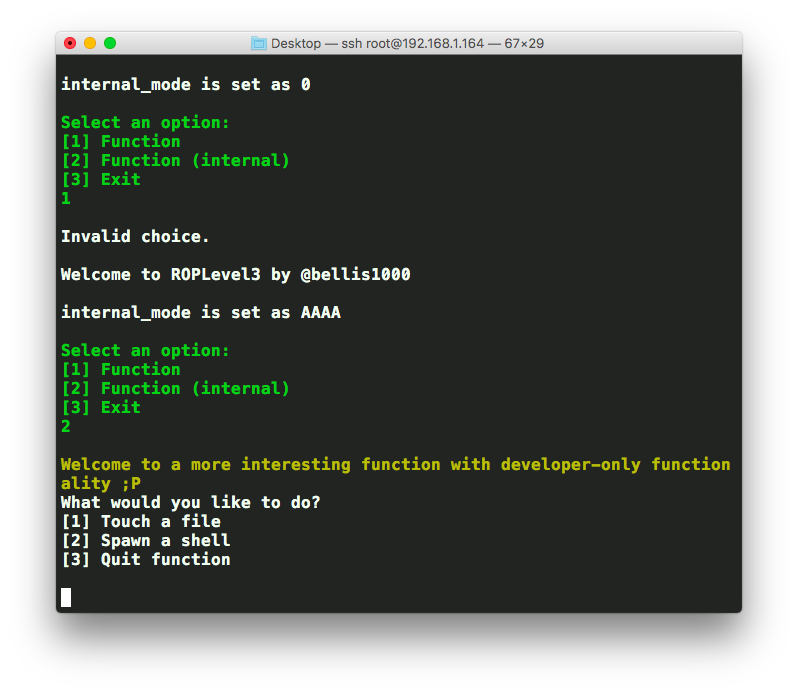 Desktop — ssh root@192.168.1.164 — 67×29
internal_mode is set as 0
Select an option:
[1] Function
[2] Function (internal)
[3] Exit
1
Invalid choice.
Welcome to ROPLevel3 by @bellis1000
internal_mode is set as AAAA
Select an option:
[1] Function
[2] Function (internal)
[3] Exit
2
Welcome to a more interesting function with developer-only function
ality ;P
What would you like to do?
[1] Touch a file
[2] Spawn a shell
[3] Quit function